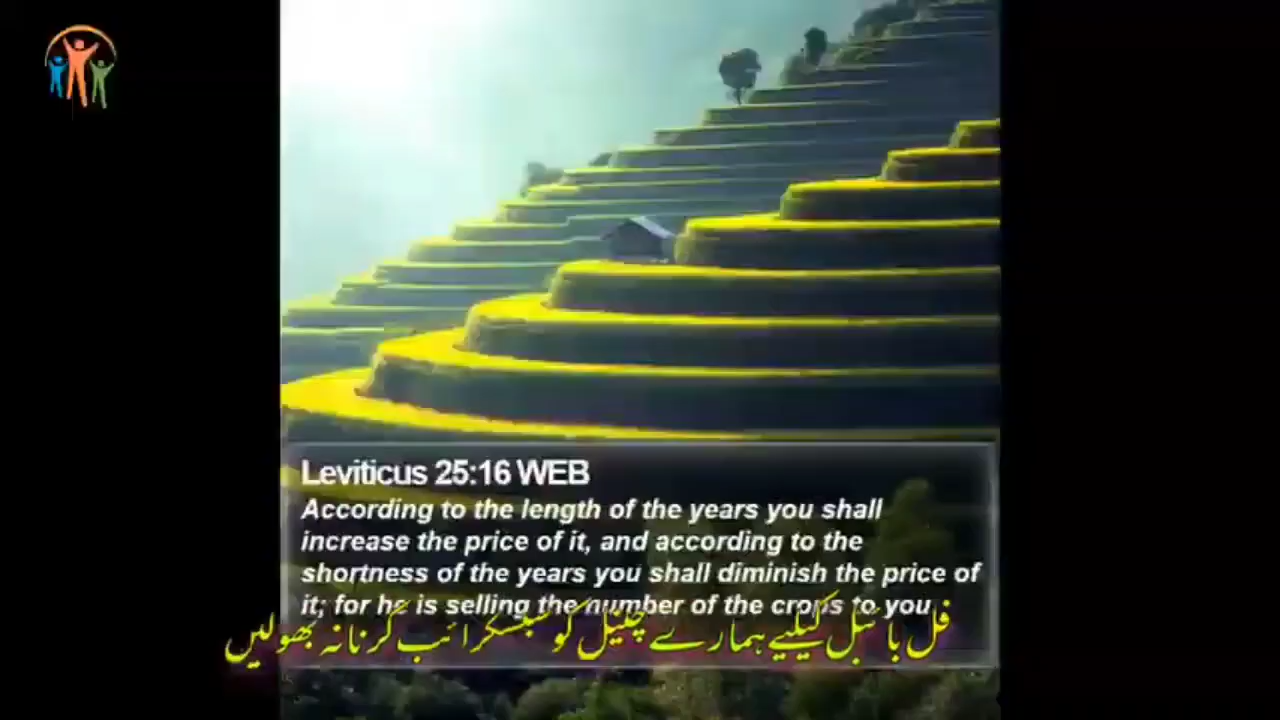 Leviticus 25:16 WEB
According to the length of the years you shall
increase the price of it, and according to the
shortness of the years you shall diminish the price of
it; for he is selling the number of the crops to you.
فل بائبل کیلیے ہمارے چینل کو سبسکرائب کرنا نہ بھولیں